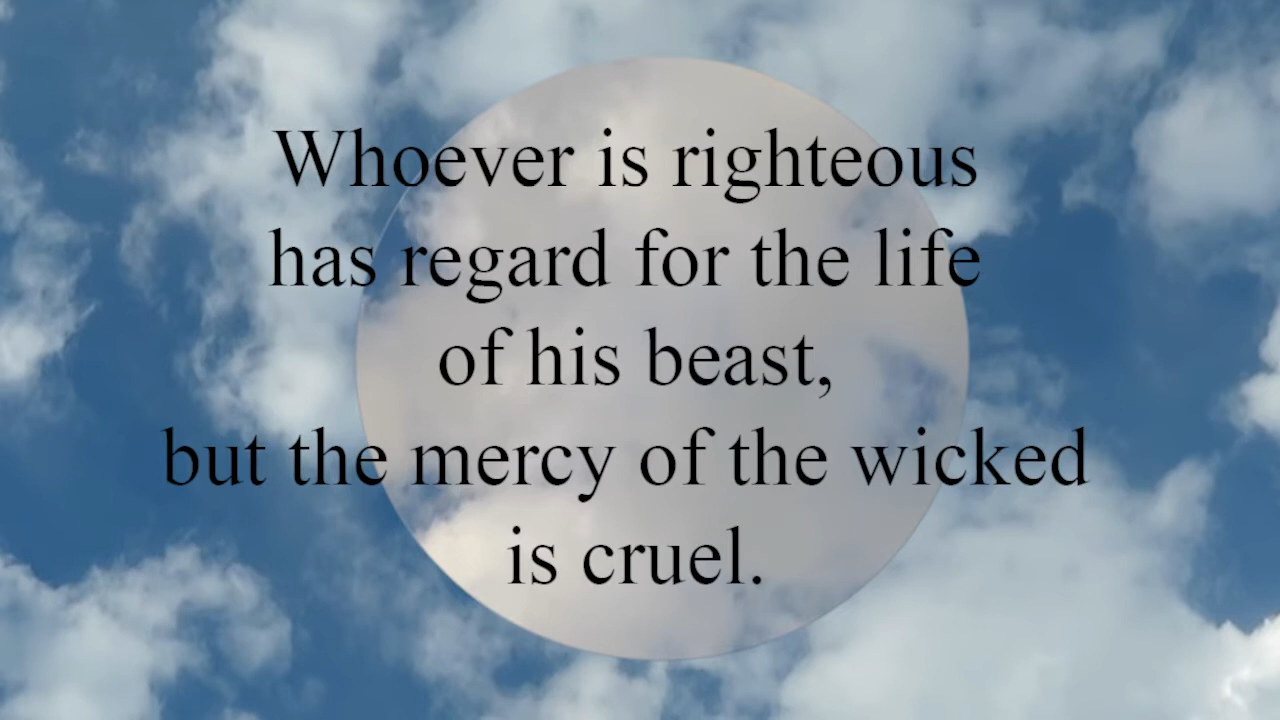 Whoever is righteous
has regard for the life
of his beast,
but the mercy of the wicked
is cruel.